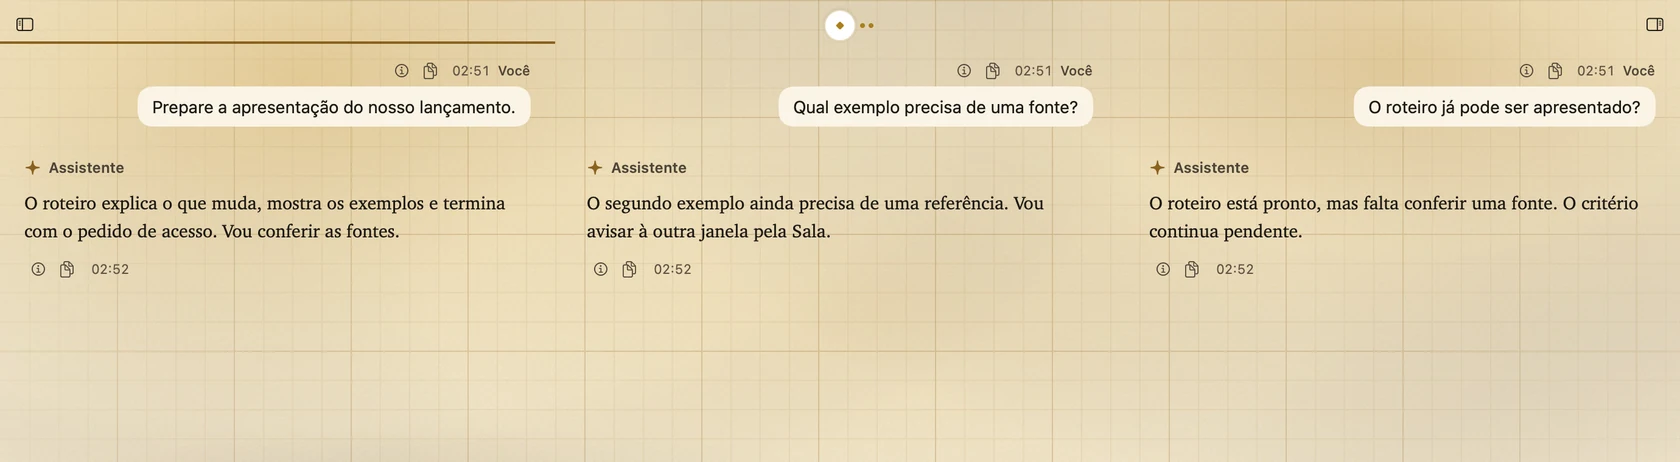 02:51 Você
Prepare a apresentação do nosso lançamento.
Assistente
O roteiro explica o que muda, mostra os exemplos e termina
com o pedido de acesso. Vou conferir as fontes.
02:52
02:51 Você
Qual exemplo precisa de uma fonte?
Assistente
O segundo exemplo ainda precisa de uma referência. Vou
avisar à outra janela pela Sala.
02:52
02:51 Você
O roteiro já pode ser apresentado?
Assistente
O roteiro está pronto, mas falta conferir uma fonte. O critério
continua pendente.
02:52